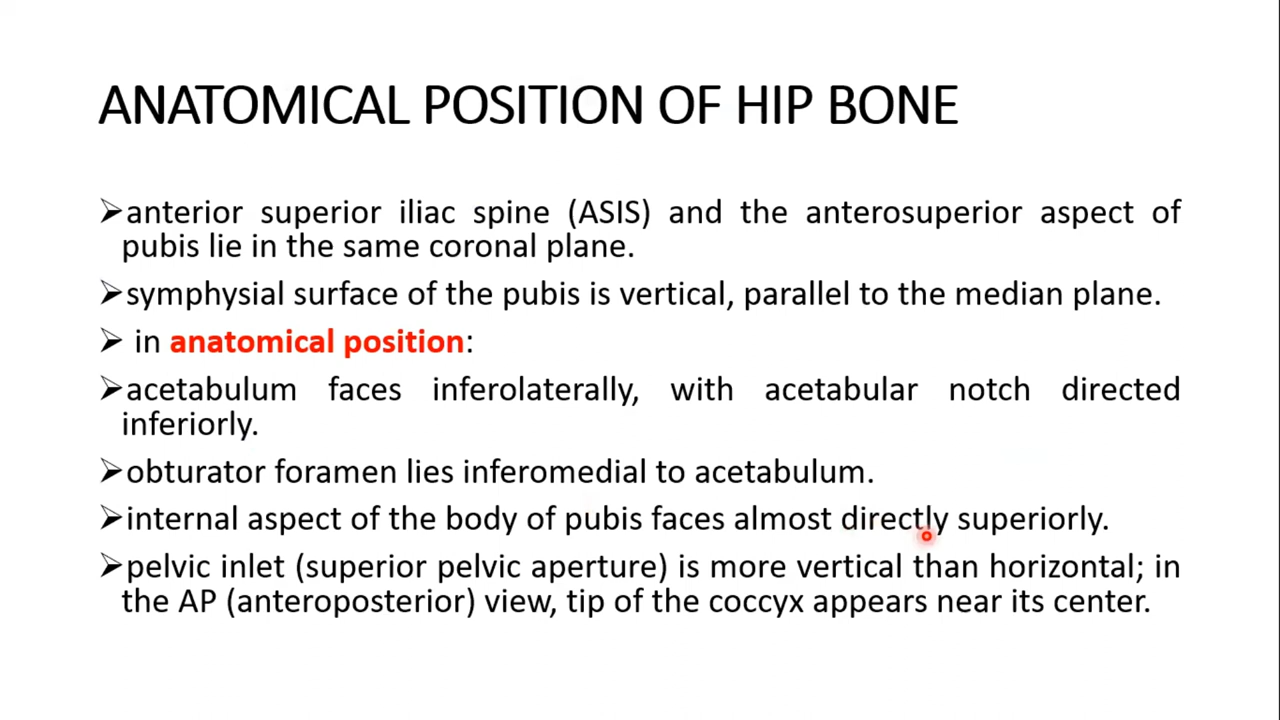 ANATOMICAL POSITION OF HIP BONE
➢anterior superior iliac spine (ASIS) and the anterosuperior aspect of
pubis lie in the same coronal plane.
➢symphysial surface of the pubis is vertical, parallel to the median plane.
➢ in anatomical position:
➢acetabulum faces inferolaterally, with acetabular notch directed
inferiorly.
➢obturator foramen lies inferomedial to acetabulum.
➢internal aspect of the body of pubis faces almost directly superiorly.
➢pelvic inlet (superior pelvic aperture) is more vertical than horizontal; in
the AP (anteroposterior) view, tip of the coccyx appears near its center.